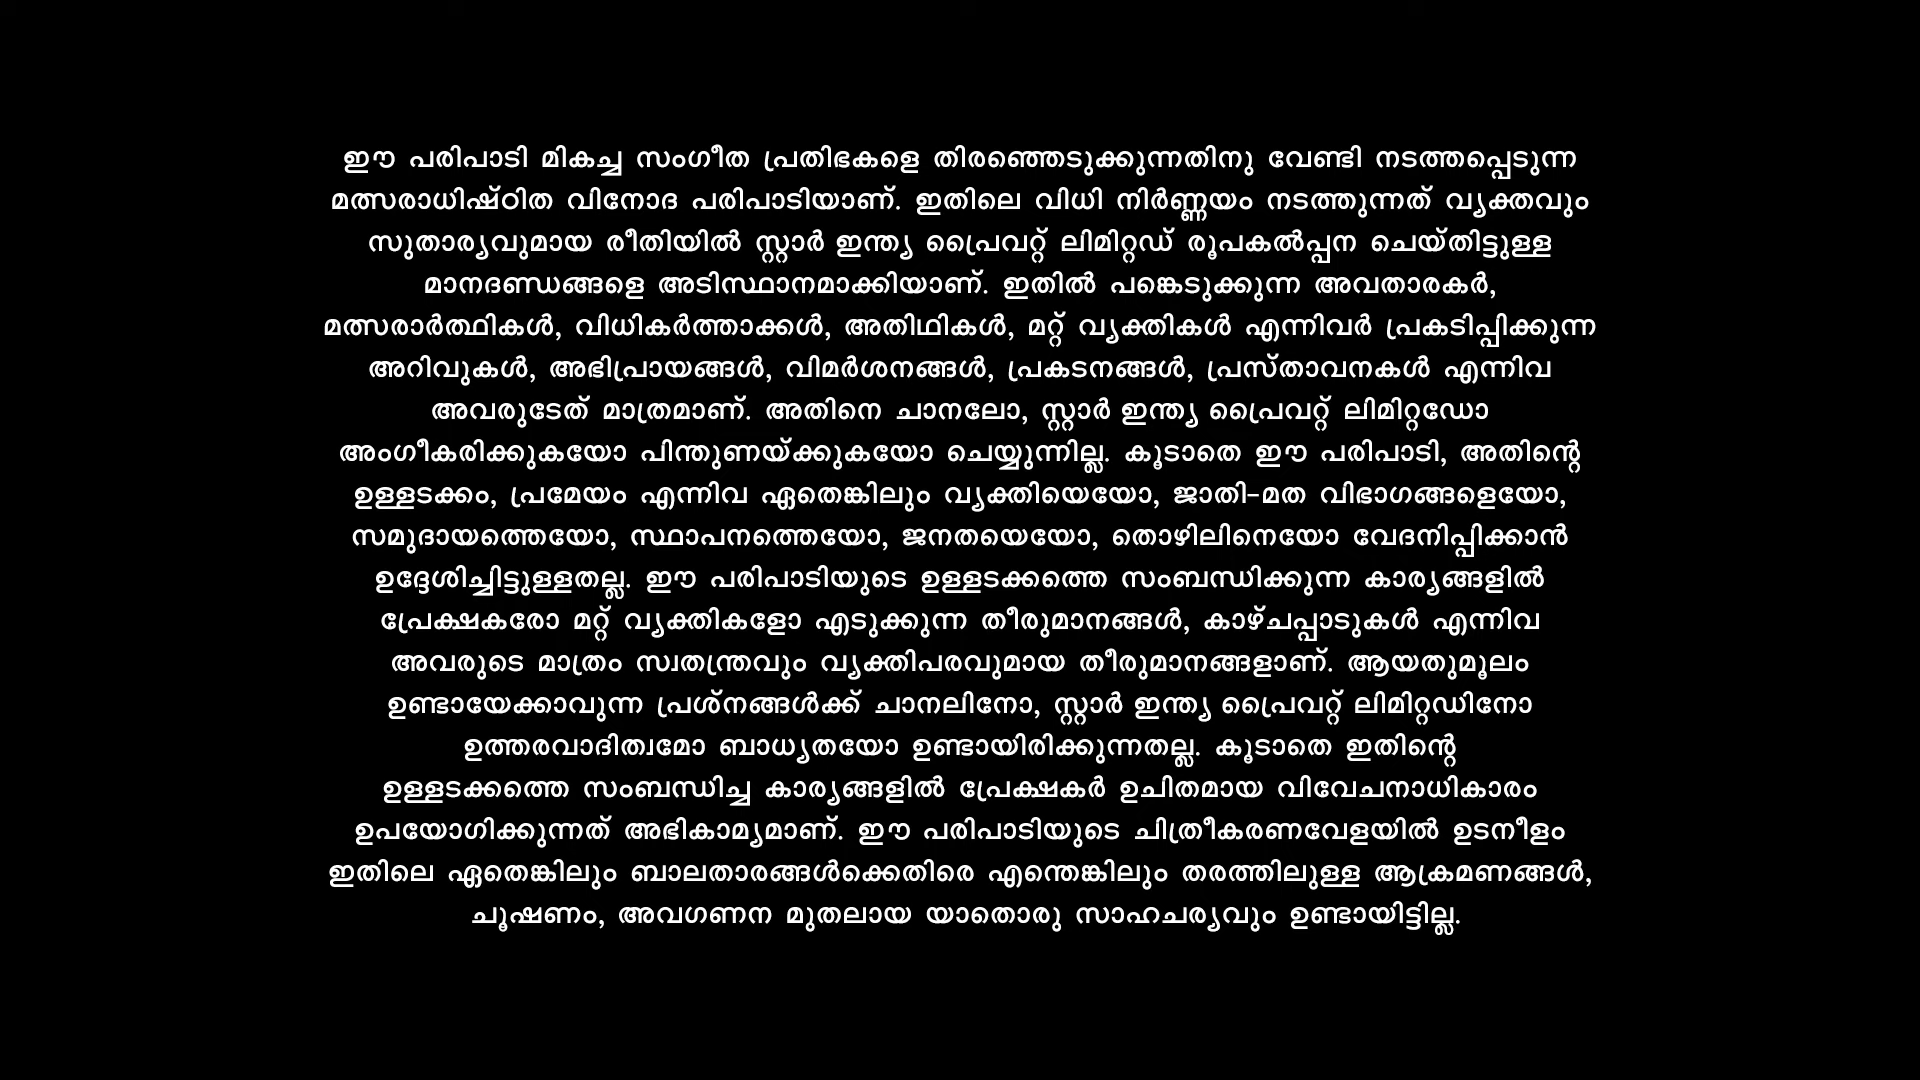 ഈ പരിപാടി മികച്ച സംഗീത പ്രതിഭകളെ തിരഞ്ഞെടുക്കുന്നതിനു വേണ്ടി നടത്തപ്പെടുന്ന
മത്സരാധിഷ്ഠിത വിനോദ പരിപാടിയാണ്. ഇതിലെ വിധി നിർണ്ണയം നടത്തുന്നത് വ്യക്തവും
സുതാര്യവുമായ രീതിയിൽ സ്റ്റാർ ഇന്ത്യ പ്രൈവറ്റ് ലിമിറ്റഡ് രൂപകൽപ്പന ചെയ്തിട്ടുള്ള
മാനദണ്ഡങ്ങളെ അടിസ്ഥാനമാക്കിയാണ്. ഇതിൽ പങ്കെടുക്കുന്ന അവതാരകർ,
മത്സരാർത്ഥികൾ, വിധികർത്താക്കൾ, അതിഥികൾ, മറ്റ് വ്യക്തികൾ എന്നിവർ പ്രകടിപ്പിക്കുന്ന
അറിവുകൾ, അഭിപ്രായങ്ങൾ, വിമർശനങ്ങൾ, പ്രകടനങ്ങൾ, പ്രസ്താവനകൾ എന്നിവ
അവരുടേത് മാത്രമാണ്. അതിനെ ചാനലോ, സ്റ്റാർ ഇന്ത്യ പ്രൈവറ്റ് ലിമിറ്റഡോ
അംഗീകരിക്കുകയോ പിന്തുണയ്ക്കുകയോ ചെയ്യുന്നില്ല. കൂടാതെ ഈ പരിപാടി, അതിന്റെ
ഉള്ളടക്കം, പ്രമേയം എന്നിവ ഏതെങ്കിലും വ്യക്തിയെയോ, ജാതി-മത വിഭാഗങ്ങളെയോ,
സമുദായത്തെയോ, സ്ഥാപനത്തെയോ, ജനതയെയോ, തൊഴിലിനെയോ വേദനിപ്പിക്കാൻ
ഉദ്ദേശിച്ചിട്ടുള്ളതല്ല. ഈ പരിപാടിയുടെ ഉള്ളടക്കത്തെ സംബന്ധിക്കുന്ന കാര്യങ്ങളിൽ
പ്രേക്ഷകരോ മറ്റ് വ്യക്തികളോ എടുക്കുന്ന തീരുമാനങ്ങൾ, കാഴ്ചപ്പാടുകൾ എന്നിവ
അവരുടെ മാത്രം സ്വതന്ത്രവും വ്യക്തിപരവുമായ തീരുമാനങ്ങളാണ്. ആയതുമൂലം
ഉണ്ടായേക്കാവുന്ന പ്രശ്നങ്ങൾക്ക് ചാനലിനോ, സ്റ്റാർ ഇന്ത്യ പ്രൈവറ്റ് ലിമിറ്റഡിനോ
ഉത്തരവാദിത്വമോ ബാധ്യതയോ ഉണ്ടായിരിക്കുന്നതല്ല. കൂടാതെ ഇതിന്റെ
ഉള്ളടക്കത്തെ സംബന്ധിച്ച കാര്യങ്ങളിൽ പ്രേക്ഷകർ ഉചിതമായ വിവേചനാധികാരം
ഉപയോഗിക്കുന്നത് അഭികാമ്യമാണ്. ഈ പരിപാടിയുടെ ചിത്രീകരണവേളയിൽ ഉടനീളം
ഇതിലെ ഏതെങ്കിലും ബാലതാരങ്ങൾക്കെതിരെ എന്തെങ്കിലും തരത്തിലുള്ള ആക്രമണങ്ങൾ,
ചൂഷണം, അവഗണന മുതലായ യാതൊരു സാഹചര്യവും ഉണ്ടായിട്ടില്ല.